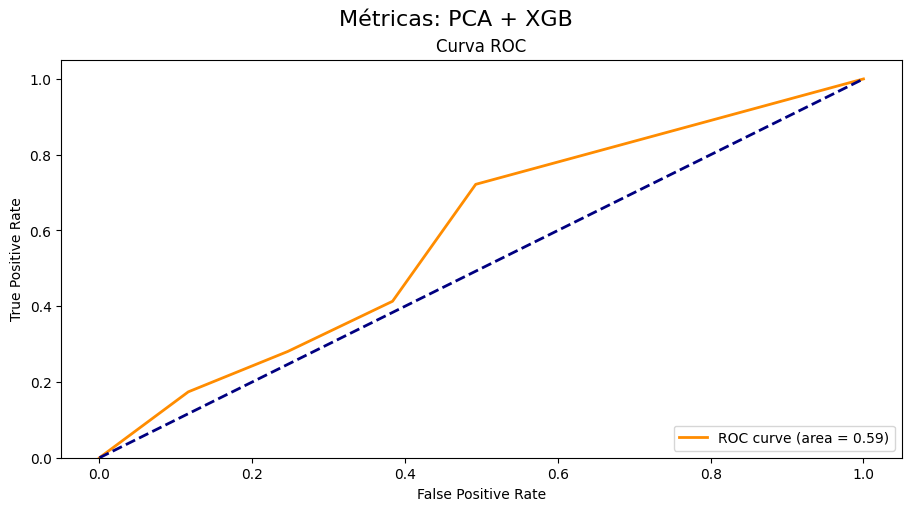 Métricas: PCA + XGB
Curva ROC
True Positive Rate
1.0
0.8
0.6
0.4
0.2
0.0
0.0 0.2 0.4 0.6 0.8 1.0
False Positive Rate
ROC curve (area = 0.59)